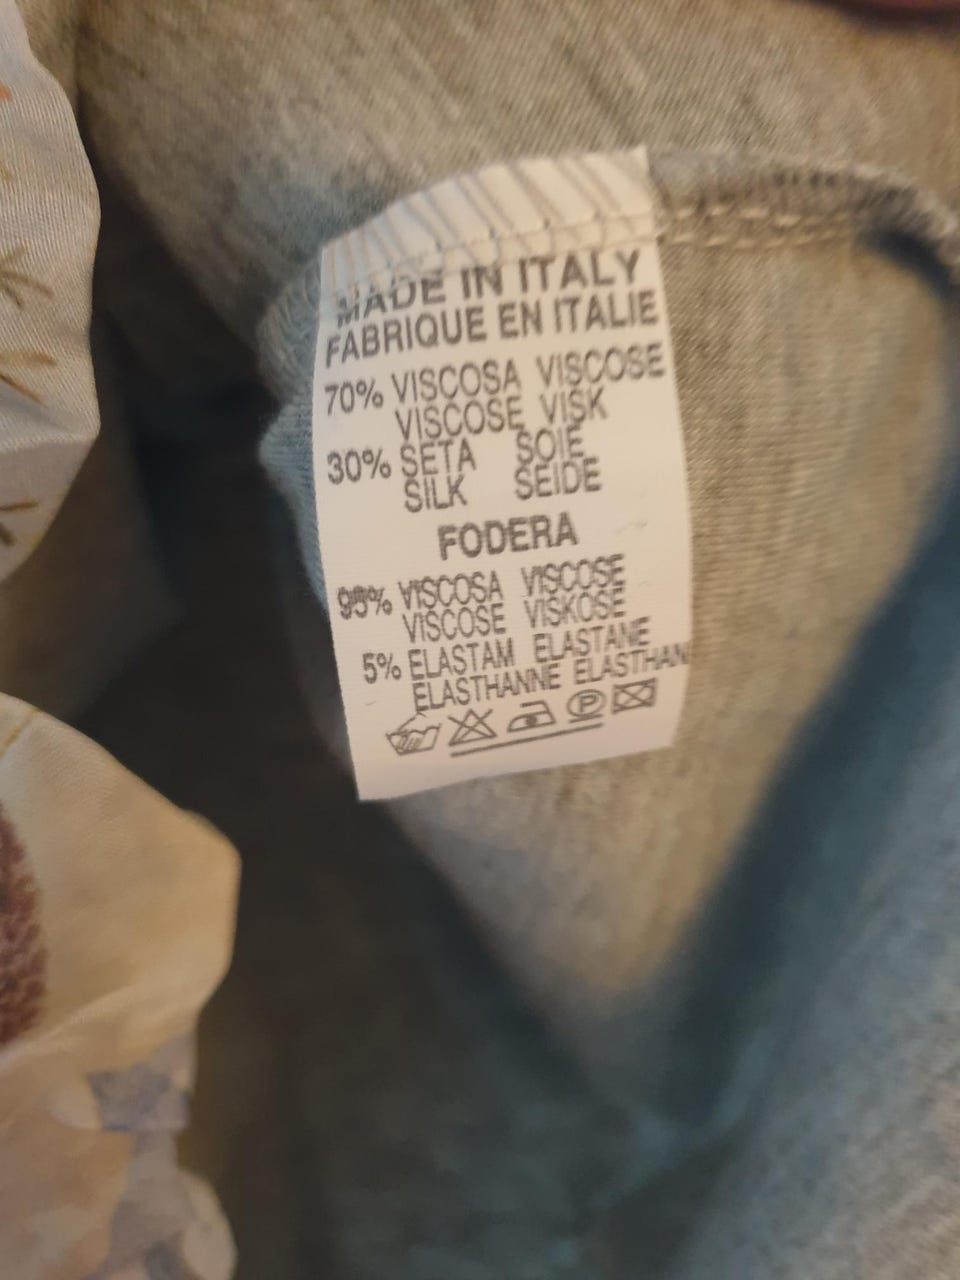 MADE IN ITALY
FABRIQUE EN ITALIE
70% VISCOSA VISCOSE
VISCOSE VISK
30% SETA SOIE
SILK SEIDE
FODERA
95% VISCOSA VISCOSE
VISCOSE VISKOSE
5% ELASTAM ELASTANE
ELASTHANNE ELASTHAN
P